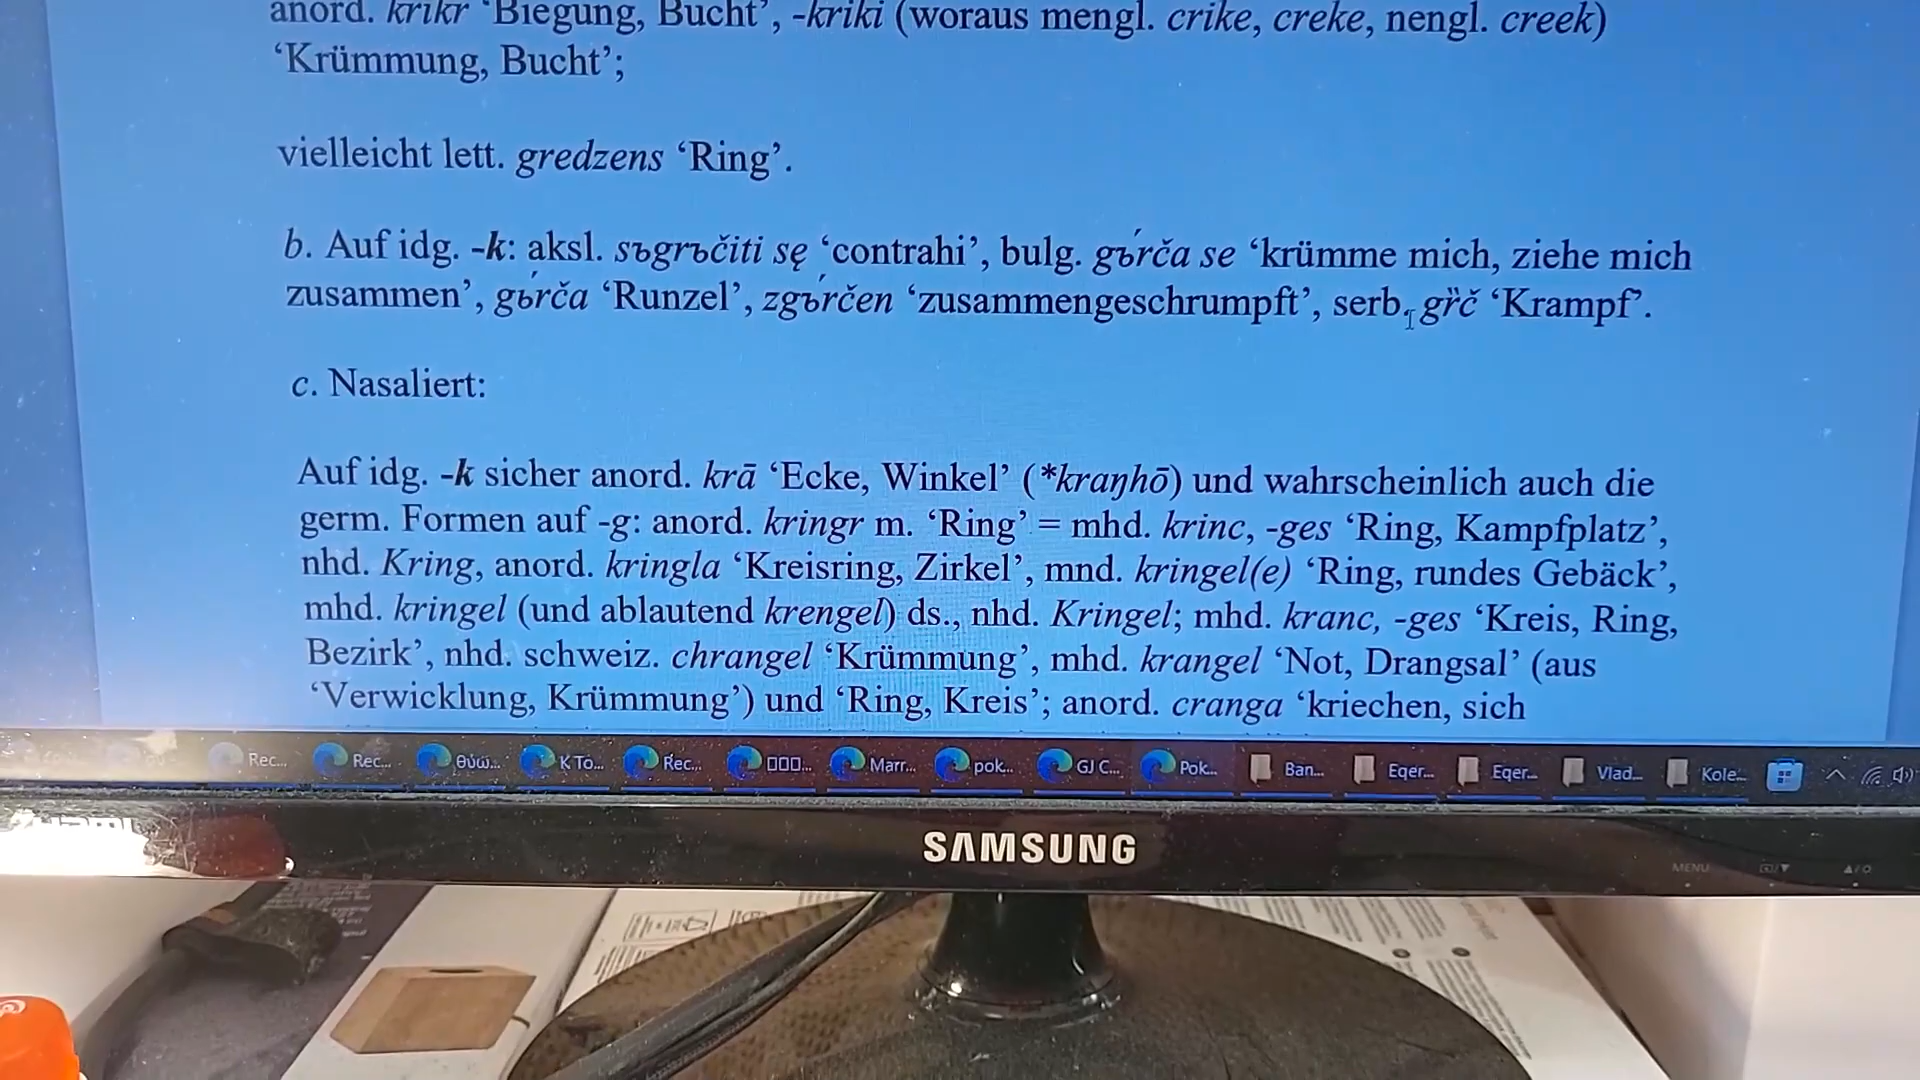 anord. krikr ‘Biegung, Bucht’, -kriki (woraus mengl. crike, creke, nengl. creek)
‘Krümmung, Bucht’;
vielleicht lett. gredzens ‘Ring’.
b. Auf idg. -k: aksl. sъgrъčiti sę ‘contrahi’, bulg. gъ́rča se ‘krümme mich, ziehe mich
zusammen’, gъ́rča ‘Runzel’, zgъ́rčen ‘zusammengeschrumpft’, serb. gȑč ‘Krampf’.
c. Nasaliert:
Auf idg. -k sicher anord. krā ‘Ecke, Winkel’ (*kraŋhō) und wahrscheinlich auch die
germ. Formen auf -g: anord. kringr m. ‘Ring’ = mhd. krinc, -ges ‘Ring, Kampfplatz’,
nhd. Kring, anord. kringla ‘Kreisring, Zirkel’, mnd. kringel(e) ‘Ring, rundes Gebäck’,
mhd. kringel (und ablautend krengel) ds., nhd. Kringel; mhd. kranc, -ges ‘Kreis, Ring,
Bezirk’, nhd. schweiz. chrangel ‘Krümmung’, mhd. krangel ‘Not, Drangsal’ (aus
‘Verwicklung, Krümmung’) und ‘Ring, Kreis’; anord. cranga ‘kriechen, sich
Rec... Rec... θύω... K To... Rec... Marr... pok... GJ C... Pok... Ban... Eqer... Eqer... Vlad... Kole...
HDMI
SAMSUNG
MENU